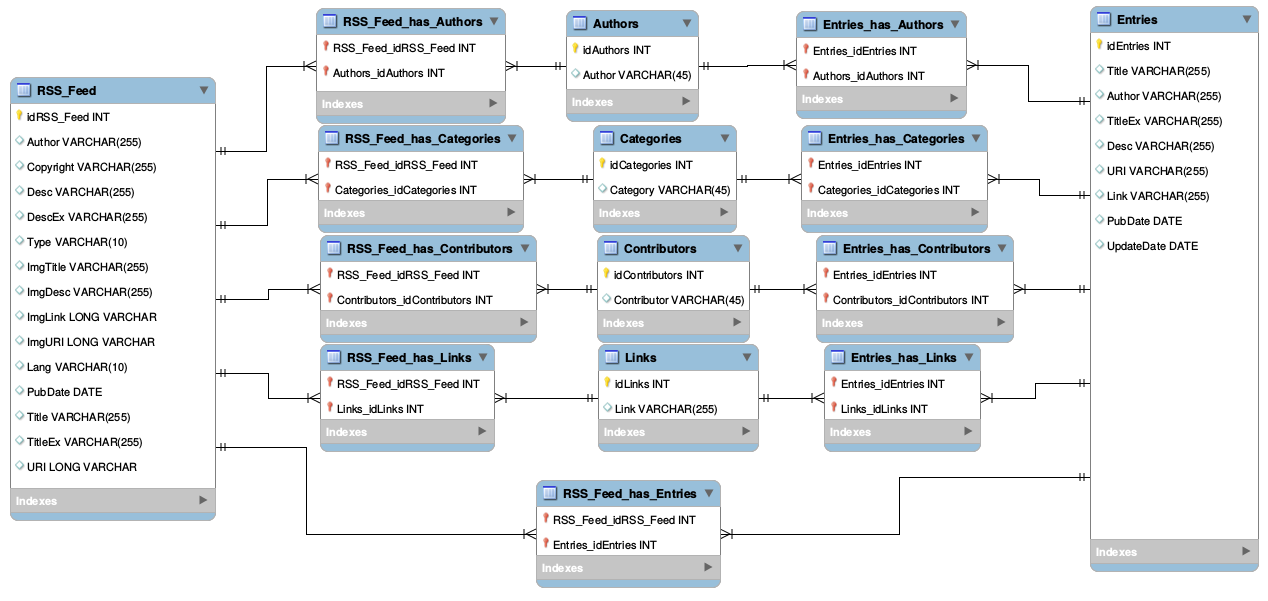 RSS_Feed
idRSS_Feed INT
Author VARCHAR(255)
Copyright VARCHAR(255)
Desc VARCHAR(255)
DescEx VARCHAR(255)
Type VARCHAR(10)
ImgTitle VARCHAR(255)
ImgDesc VARCHAR(255)
ImgLink LONG VARCHAR
ImgURI LONG VARCHAR
Lang VARCHAR(10)
PubDate DATE
Title VARCHAR(255)
TitleEx VARCHAR(255)
URI LONG VARCHAR
Indexes
RSS_Feed_has_Authors
RSS_Feed_idRSS_Feed INT
Authors_idAuthors INT
Indexes
Authors
idAuthors INT
Author VARCHAR(45)
Indexes
Entries_has_Authors
Entries_idEntries INT
Authors_idAuthors INT
Indexes
RSS_Feed_has_Categories
RSS_Feed_idRSS_Feed INT
Categories_idCategories INT
Indexes
Categories
idCategories INT
Category VARCHAR(45)
Indexes
Entries_has_Categories
Entries_idEntries INT
Categories_idCategories INT
Indexes
RSS_Feed_has_Contributors
RSS_Feed_idRSS_Feed INT
Contributors_idContributors INT
Indexes
Contributors
idContributors INT
Contributor VARCHAR(45)
Indexes
Entries_has_Contributors
Entries_idEntries INT
Contributors_idContributors INT
Indexes
RSS_Feed_has_Links
RSS_Feed_idRSS_Feed INT
Links_idLinks INT
Indexes
Links
idLinks INT
Link VARCHAR(255)
Indexes
Entries_has_Links
Entries_idEntries INT
Links_idLinks INT
Indexes
RSS_Feed_has_Entries
RSS_Feed_idRSS_Feed INT
Entries_idEntries INT
Indexes
Entries
idEntries INT
Title VARCHAR(255)
Author VARCHAR(255)
TitleEx VARCHAR(255)
Desc VARCHAR(255)
URI VARCHAR(255)
Link VARCHAR(255)
PubDate DATE
UpdateDate DATE
Indexes